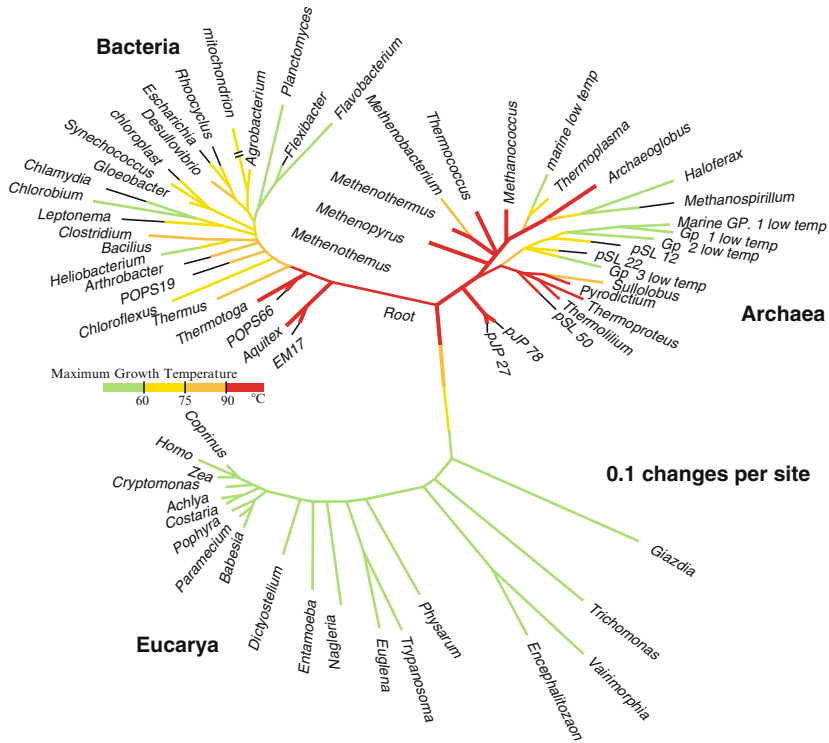 Bacteria
mitochondrion
Agrobacterium
Planctomyces
Flexibacter
Flavobacterium
Rhoocyclus
Escharichia
Desullovibrio
chloroplast
Synechococcus
Gloeobacter
Chlamydia
Chlorobium
Leptonema
Clostridium
Bacilius
Heliobacterium
Arthrobacter
POPS19
Chloroflexus
Thermus
Thermotoga
POPS66
Aquitex
EM17
Methenobacterium
Thermococcus
Methanococcus
marine low temp
Thermoplasma
Archaeoglobus
Haloferax
Methanospirillum
Methenothermus
Methenopyrus
Methenothemus
Marine GP. 1 low temp
Gp 1 low temp
Gp 2 low temp
pSL 12
pSL 22
Gp 3 low temp
Sullolobus
Pyrodictium
Thermoproteus
Thermolilium
pSL 50
pJP 78
pJP 27
Archaea
Root
Maximum Growth Temperature
60 75 90 °C
0.1 changes per site
Coprinus
Homo
Zea
Cryptomonas
Achlya
Costaria
Pophyra
Paramecium
Babesia
Eucarya
Dictyostelium
Entamoeba
Nagleria
Euglena
Trypanosoma
Physarum
Encephalitozaon
Vairimorphia
Trichomonas
Giazdia